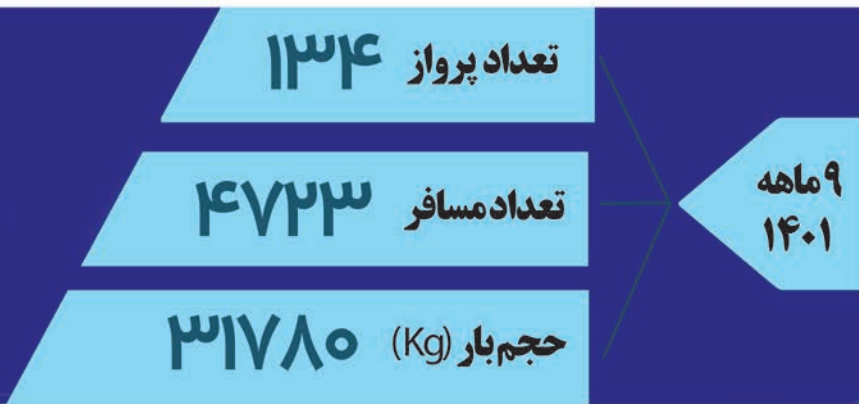 ۹ ماهه
۱۴۰۱
تعداد پرواز ۱۳۴
تعداد مسافر ۴۷۲۳
حجم بار (Kg) ۳۱۷۸۰